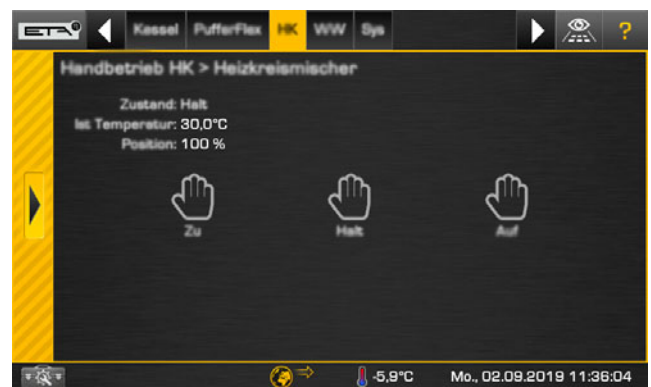 ETA Kessel PufferFlex HK WW Sys ?
Handbetrieb HK > Heizkreismischer
Zustand: Halt
Ist Temperatur: 30,0°C
Position: 100 %
Zu Halt Auf
-5,9°C Mo., 02.09.2019 11:36:04